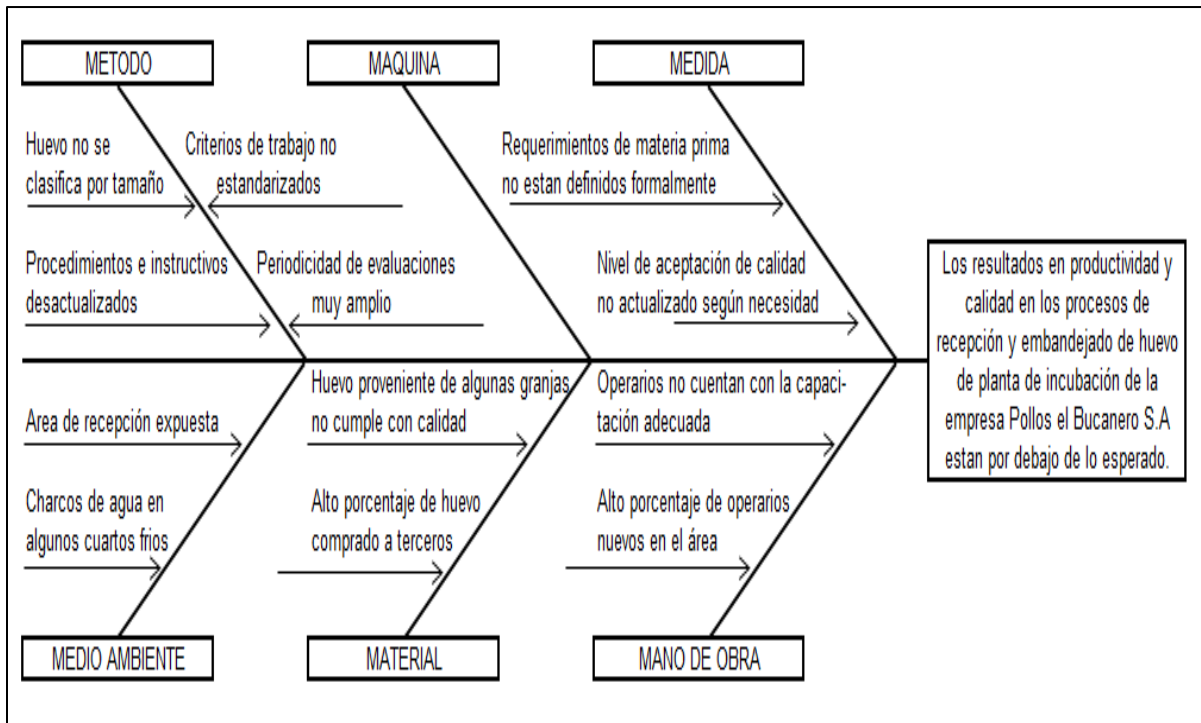 METODO
MAQUINA
MEDIDA
Huevo no se
clasifica por tamaño
Criterios de trabajo no
estandarizados
Requerimientos de materia prima
no estan definidos formalmente
Procedimientos e instructivos
desactualizados
Periodicidad de evaluaciones
muy amplio
Nivel de aceptación de calidad
no actualizado según necesidad
Los resultados en productividad y
calidad en los procesos de
recepción y embandejado de huevo
de planta de incubación de la
empresa Pollos el Bucanero S.A
estan por debajo de lo esperado.
Area de recepción expuesta
Huevo proveniente de algunas granjas
no cumple con calidad
Operarios no cuentan con la capaci-
tación adecuada
Charcos de agua en
algunos cuartos frios
Alto porcentaje de huevo
comprado a terceros
Alto porcentaje de operarios
nuevos en el área
MEDIO AMBIENTE
MATERIAL
MANO DE OBRA